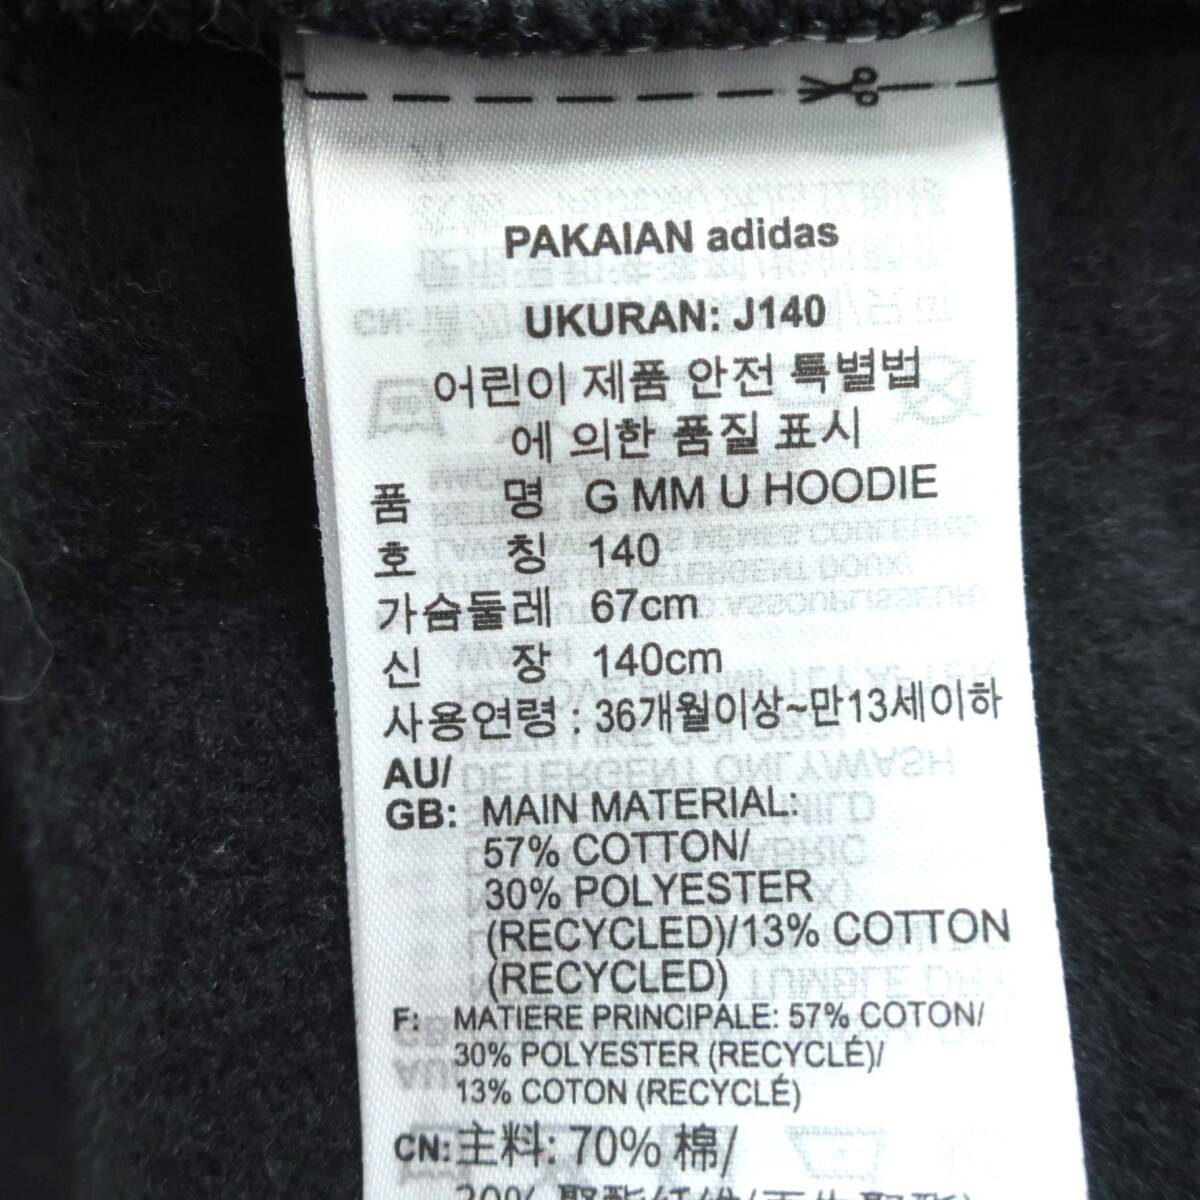 PAKAIAN adidas
UKURAN: J140
어린이 제품 안전 특별법
에 의한 품질 표시
품 명 G MM U HOODIE
호 칭 140
가슴둘레 67cm
신 장 140cm
사용연령 : 36개월이상~만13세이하
AU/
GB: MAIN MATERIAL:
57% COTTON/
30% POLYESTER
(RECYCLED)/13% COTTON
(RECYCLED)
F: MATIERE PRINCIPALE: 57% COTON/
30% POLYESTER (RECYCLÉ)/
13% COTON (RECYCLÉ)
CN: 主料: 70% 棉/